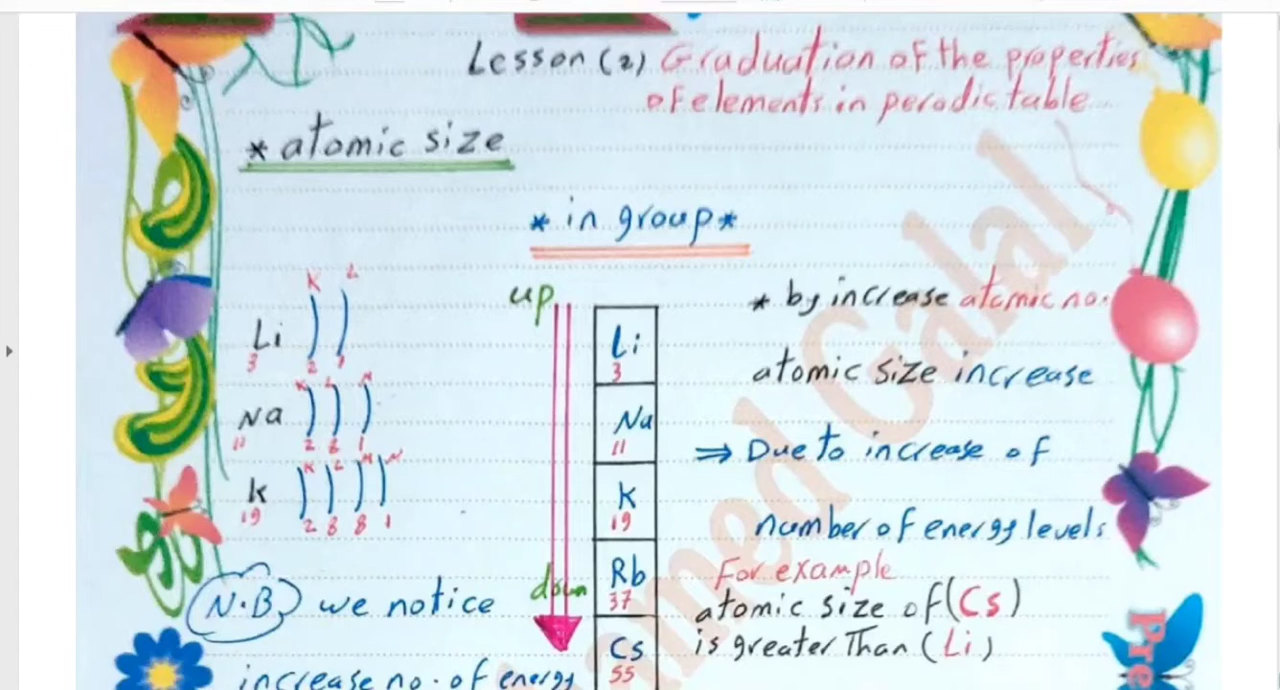 Lesson (2) Graduation of the properties
of elements in perodic table
* atomic size
* in group *
K L
Li
3 2 1
K L M
Na
11 2 8 1
K L M N
K
19 2 8 8 1
up
down
Li
3
Na
11
K
19
Rb
37
Cs
55
* by increase atomic no.
atomic size increase
⇒ Due to increase of
number of energy levels
For example
atomic size of (Cs)
is greater Than (Li)
N.B we notice
increase no. of energy
Pre